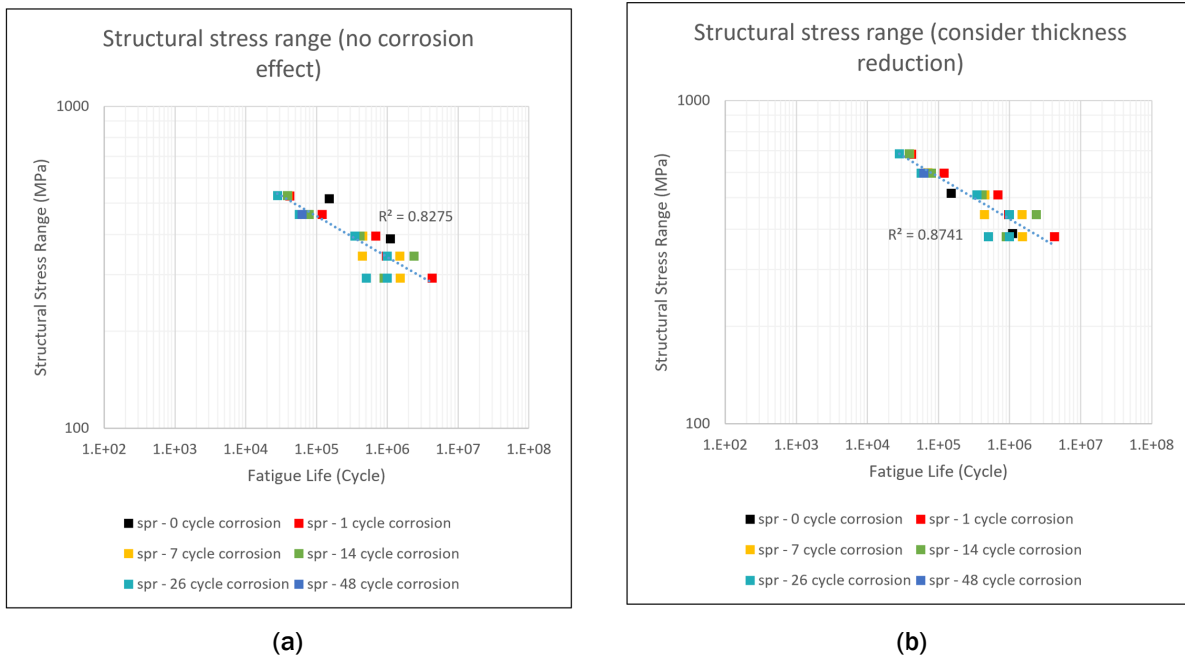 Structural stress range (no corrosion
effect)
1000
100
Structural Stress Range (MPa)
R² = 0.8275
1.E+02 1.E+03 1.E+04 1.E+05 1.E+06 1.E+07 1.E+08
Fatigue Life (Cycle)
spr - 0 cycle corrosion spr - 1 cycle corrosion
spr - 7 cycle corrosion spr - 14 cycle corrosion
spr - 26 cycle corrosion spr - 48 cycle corrosion
(a)
Structural stress range (consider thickness
reduction)
1000
100
Structural Stress Range (MPa)
R² = 0.8741
1.E+02 1.E+03 1.E+04 1.E+05 1.E+06 1.E+07 1.E+08
Fatigue Life (Cycle)
spr - 0 cycle corrosion spr - 1 cycle corrosion
spr - 7 cycle corrosion spr - 14 cycle corrosion
spr - 26 cycle corrosion spr - 48 cycle corrosion
(b)